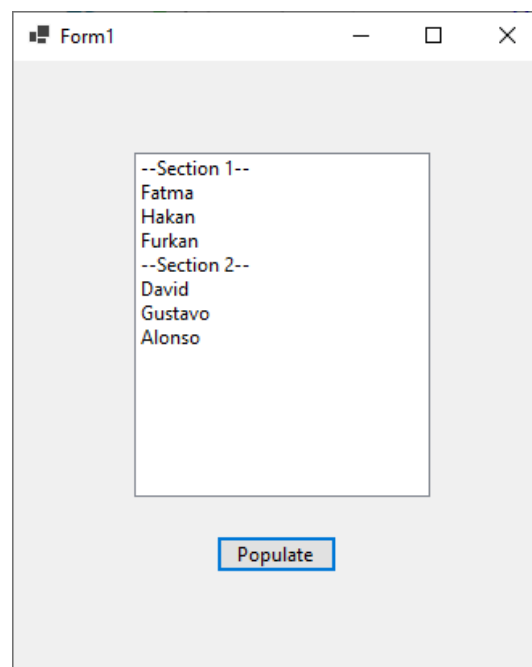 Form1
--Section 1--
Fatma
Hakan
Furkan
--Section 2--
David
Gustavo
Alonso
Populate